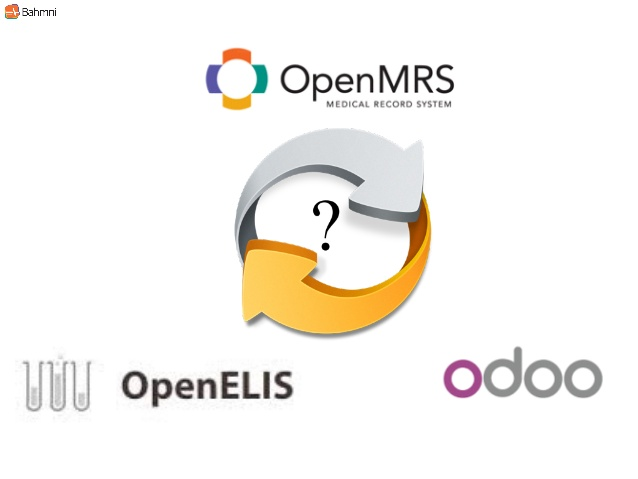 Bahmni
OpenMRS
MEDICAL RECORD SYSTEM
?
OpenELIS
odoo